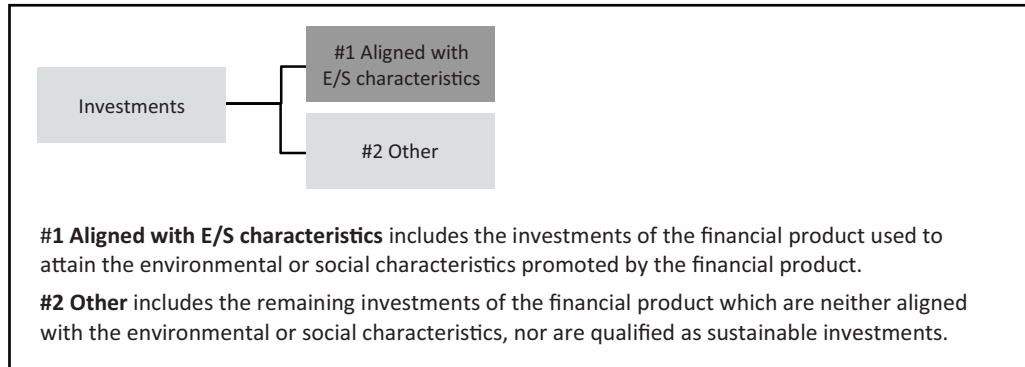 #1 Aligned with
E/S characteristics
Investments
#2 Other
#1 Aligned with E/S characteristics includes the investments of the financial product used to
attain the environmental or social characteristics promoted by the financial product.
#2 Other includes the remaining investments of the financial product which are neither aligned
with the environmental or social characteristics, nor are qualified as sustainable investments.